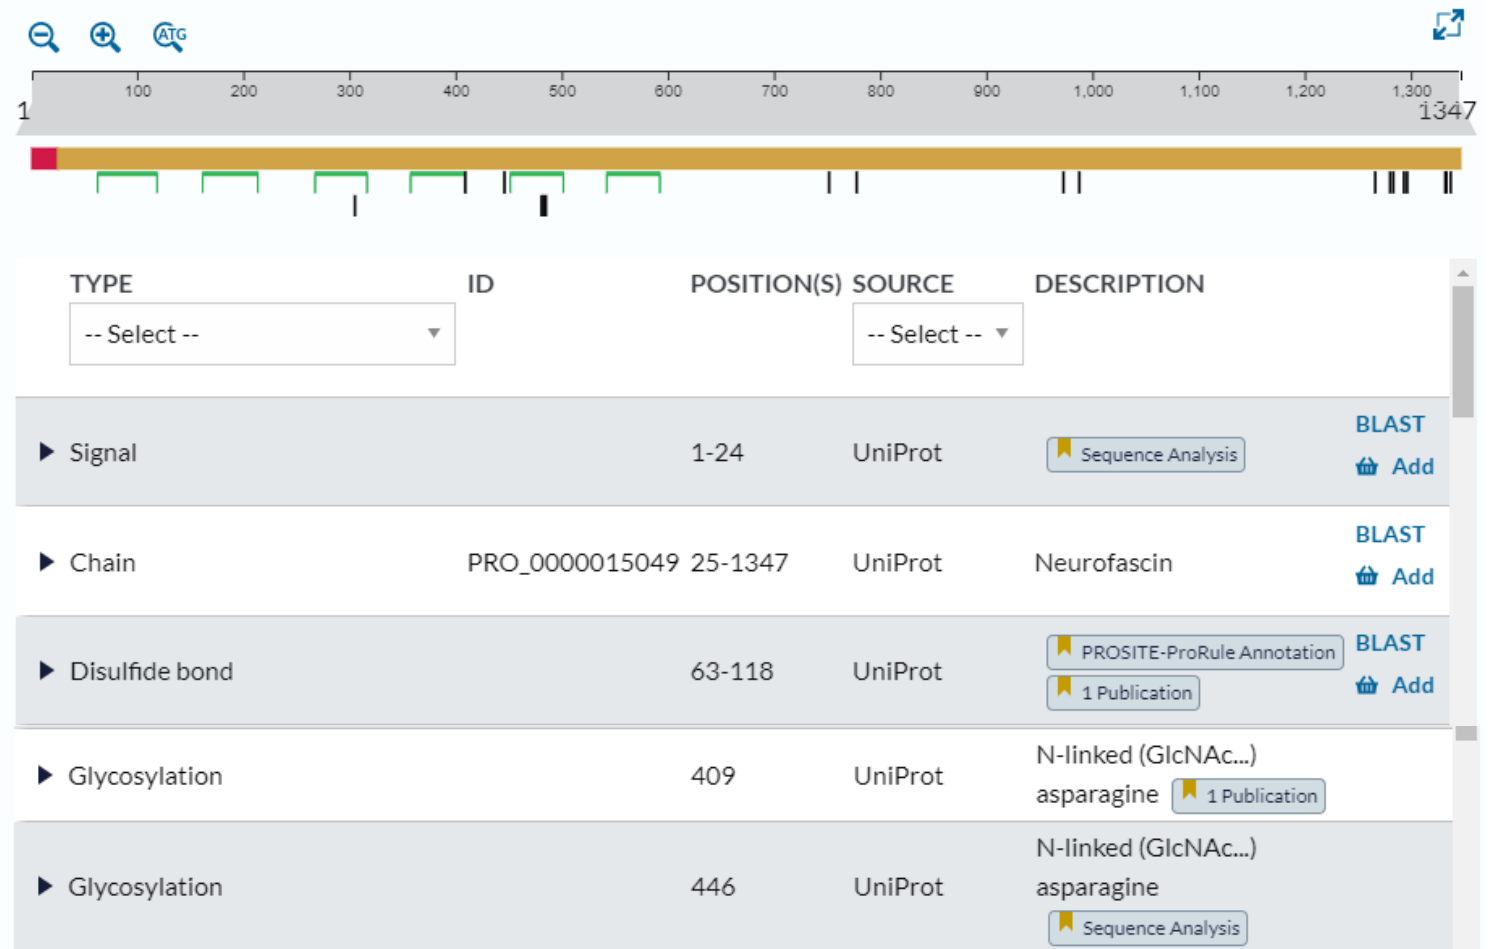 ATG
100 200 300 400 500 600 700 800 900 1,000 1,100 1,200 1,300
1 1347
TYPE ID POSITION(S) SOURCE DESCRIPTION
-- Select -- -- Select --
Signal 1-24 UniProt Sequence Analysis BLAST
Add
Chain PRO_0000015049 25-1347 UniProt Neurofascin BLAST
Add
Disulfide bond 63-118 UniProt PROSITE-ProRule Annotation BLAST
1 Publication Add
Glycosylation 409 UniProt N-linked (GlcNAc...)
asparagine 1 Publication
Glycosylation 446 UniProt N-linked (GlcNAc...)
asparagine
Sequence Analysis